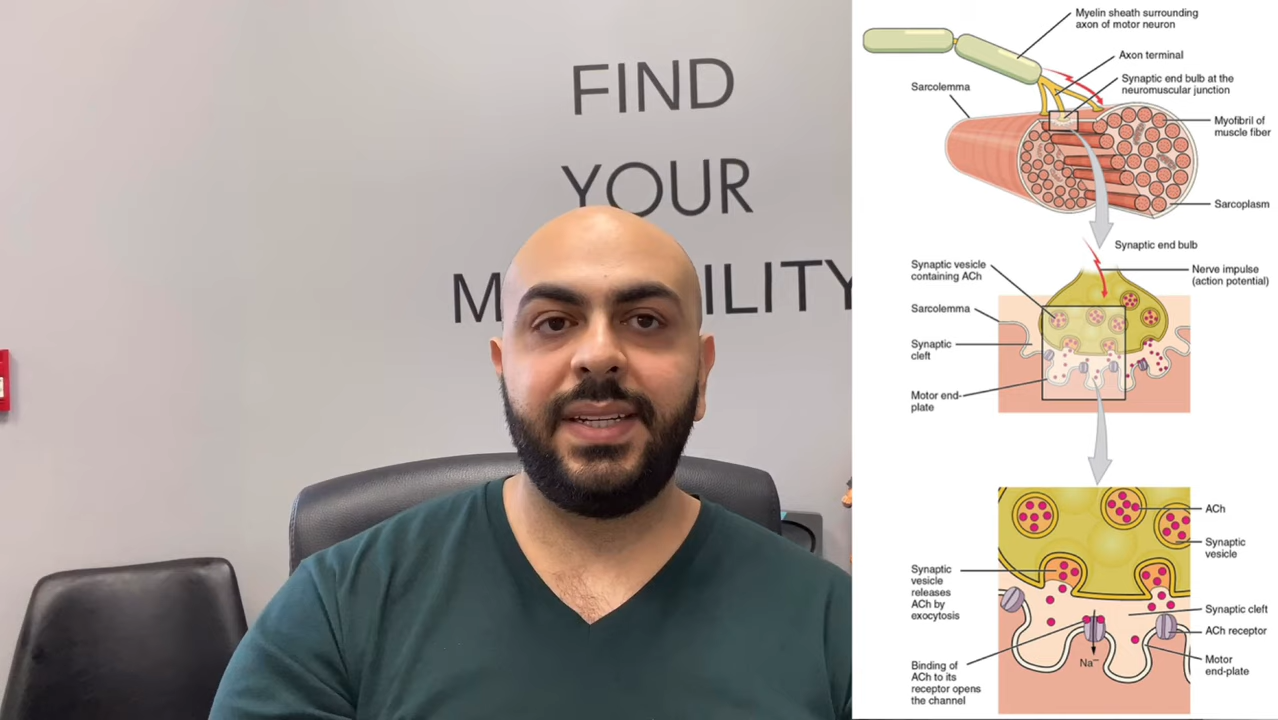 FIND
YOUR
M
ILITY
Myelin sheath surrounding
axon of motor neuron
Axon terminal
Sarcolemma
Synaptic end bulb at the
neuromuscular junction
Myofibril of
muscle fiber
Sarcoplasm
Synaptic end bulb
Synaptic vesicle
containing ACh
Nerve impulse
(action potential)
Sarcolemma
Synaptic
cleft
Motor end-
plate
ACh
Synaptic
vesicle
Synaptic
vesicle
releases
ACh by
exocytosis
Synaptic cleft
ACh receptor
Na⁺
Motor
end-plate
Binding of
ACh to its
receptor opens
the channel